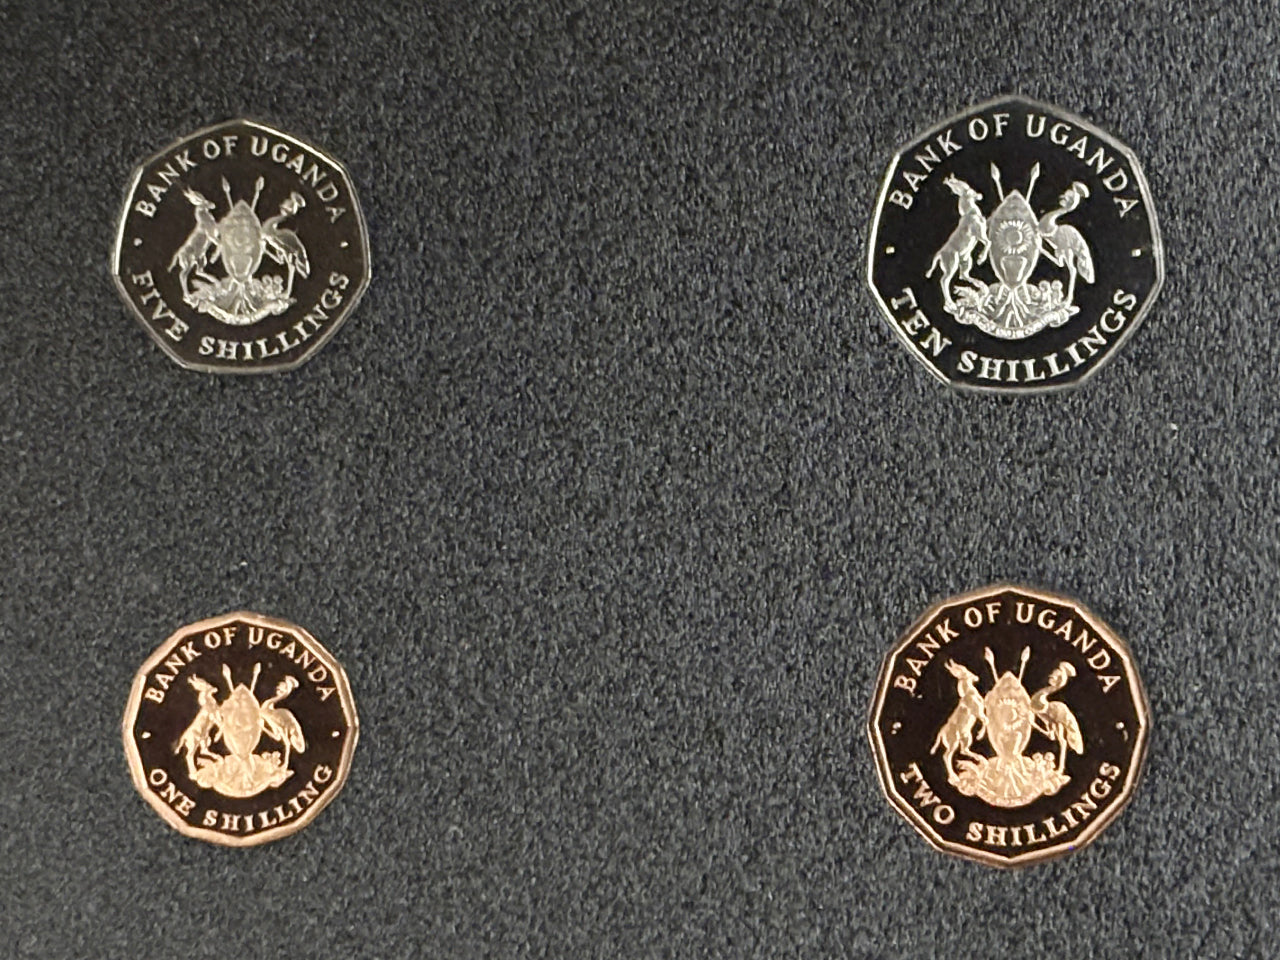 BANK OF UGANDA
FIVE SHILLINGS
BANK OF UGANDA
TEN SHILLINGS
BANK OF UGANDA
ONE SHILLING
BANK OF UGANDA
TWO SHILLINGS